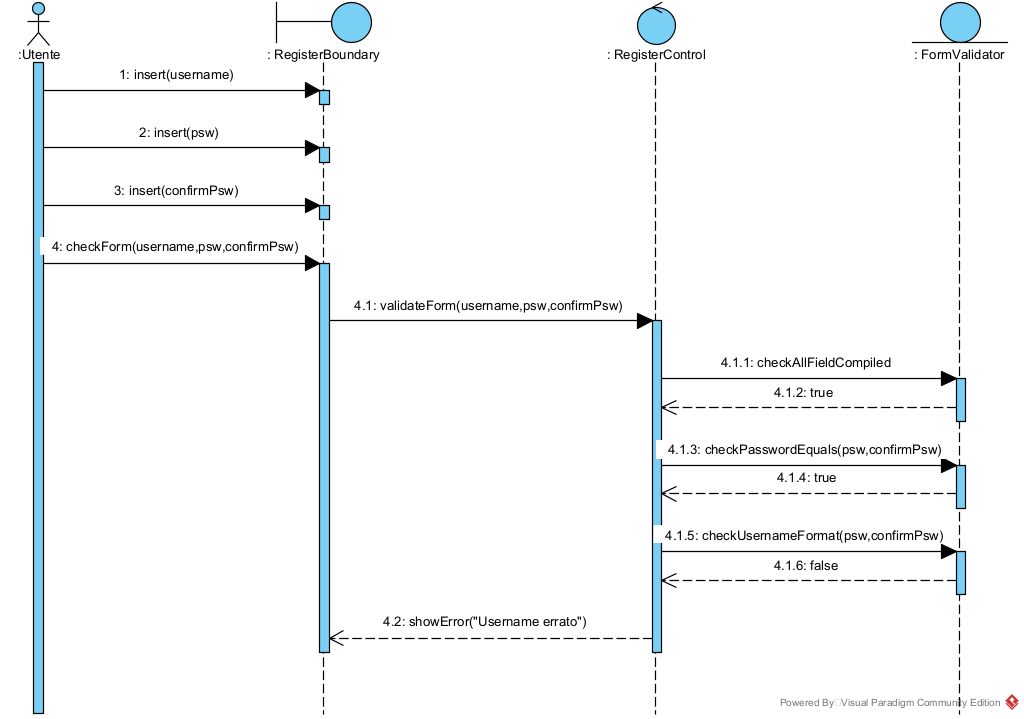 :Utente
: RegisterBoundary
: RegisterControl
: FormValidator
1: insert(username)
2: insert(psw)
3: insert(confirmPsw)
4: checkForm(username,psw,confirmPsw)
4.1: validateForm(username,psw,confirmPsw)
4.1.1: checkAllFieldCompiled
4.1.2: true
4.1.3: checkPasswordEquals(psw,confirmPsw)
4.1.4: true
4.1.5: checkUsernameFormat(psw,confirmPsw)
4.1.6: false
4.2: showError("Username errato")
Powered By Visual Paradigm Community Edition